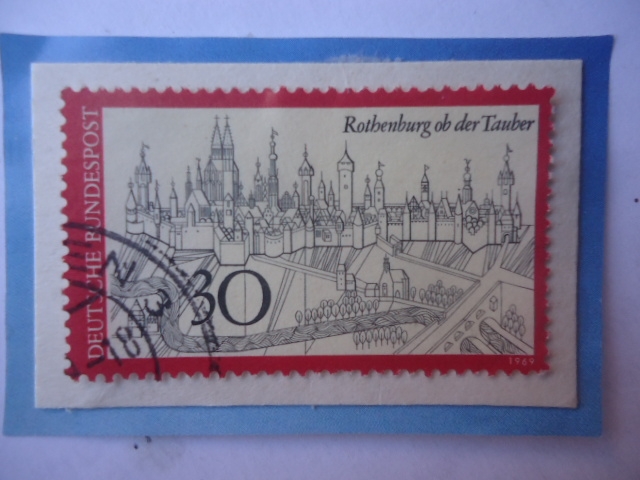 Rothenburg ob der Tauber
DEUTSCHE BUNDESPOST
30
1969